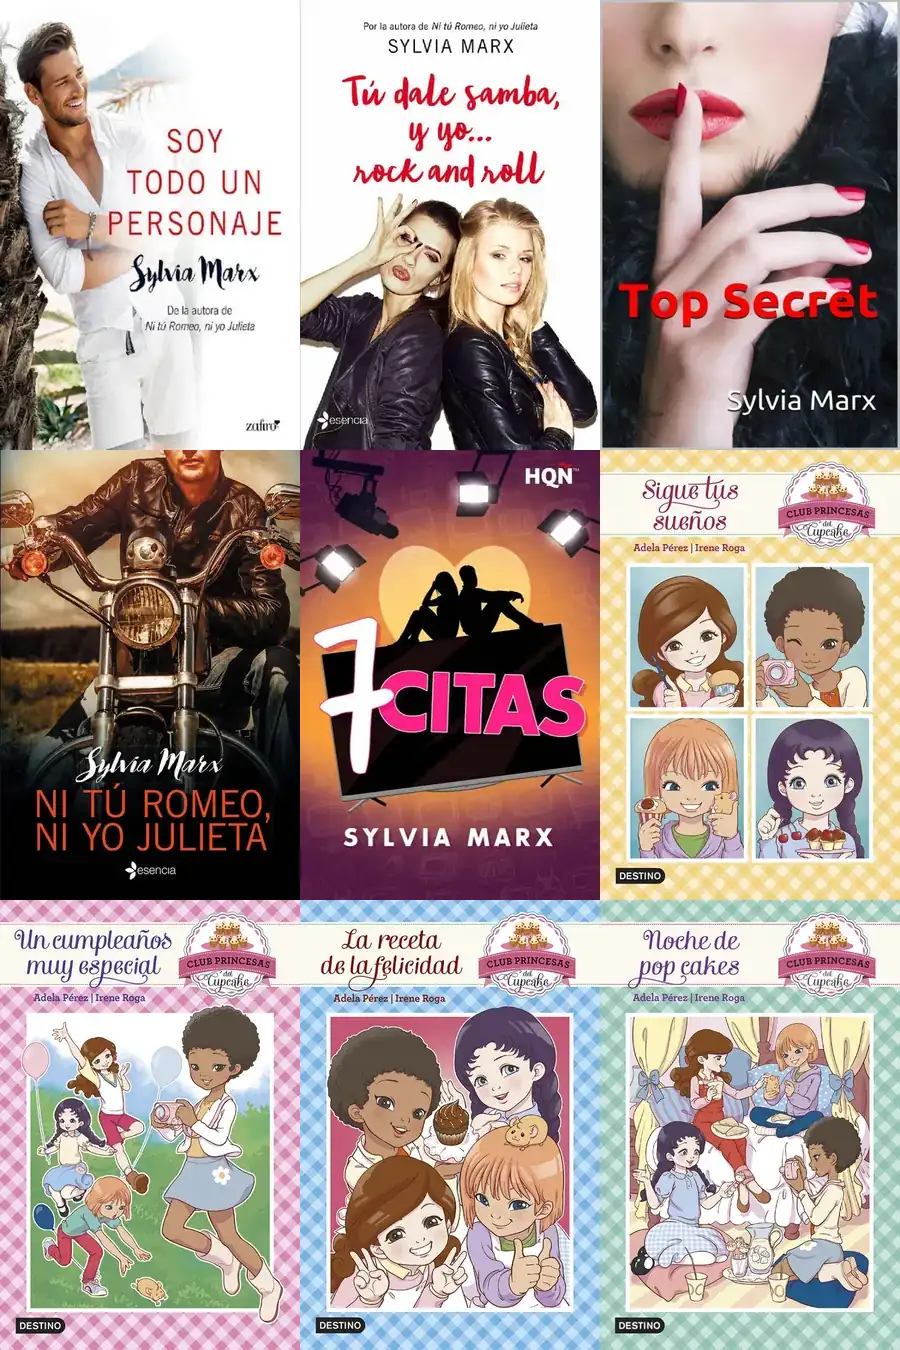 SOY
TODO UN
PERSONAJE
Sylvia Marx
De la autora de
Ni tú Romeo, ni yo Julieta
zafiro
Por la autora de Ni tú Romeo, ni yo Julieta
SYLVIA MARX
Tú dale samba,
y yo...
rock and roll
esencia
Top Secret
Sylvia Marx
Sylvia Marx
NI TÚ ROMEO,
NI YO JULIETA
esencia
HQN™
7 CITAS
SYLVIA MARX
Sigue tus
sueños
CLUB PRINCESAS
del
Cupcake
Adela Pérez | Irene Roga
DESTINO
Un cumpleaños
muy especial
CLUB PRINCESAS
del
Cupcake
Adela Pérez | Irene Roga
DESTINO
La receta
de la felicidad
CLUB PRINCESAS
del
Cupcake
Adela Pérez | Irene Roga
DESTINO
Noche de
pop cakes
CLUB PRINCESAS
del
Cupcake
Adela Pérez | Irene Roga
DESTINO